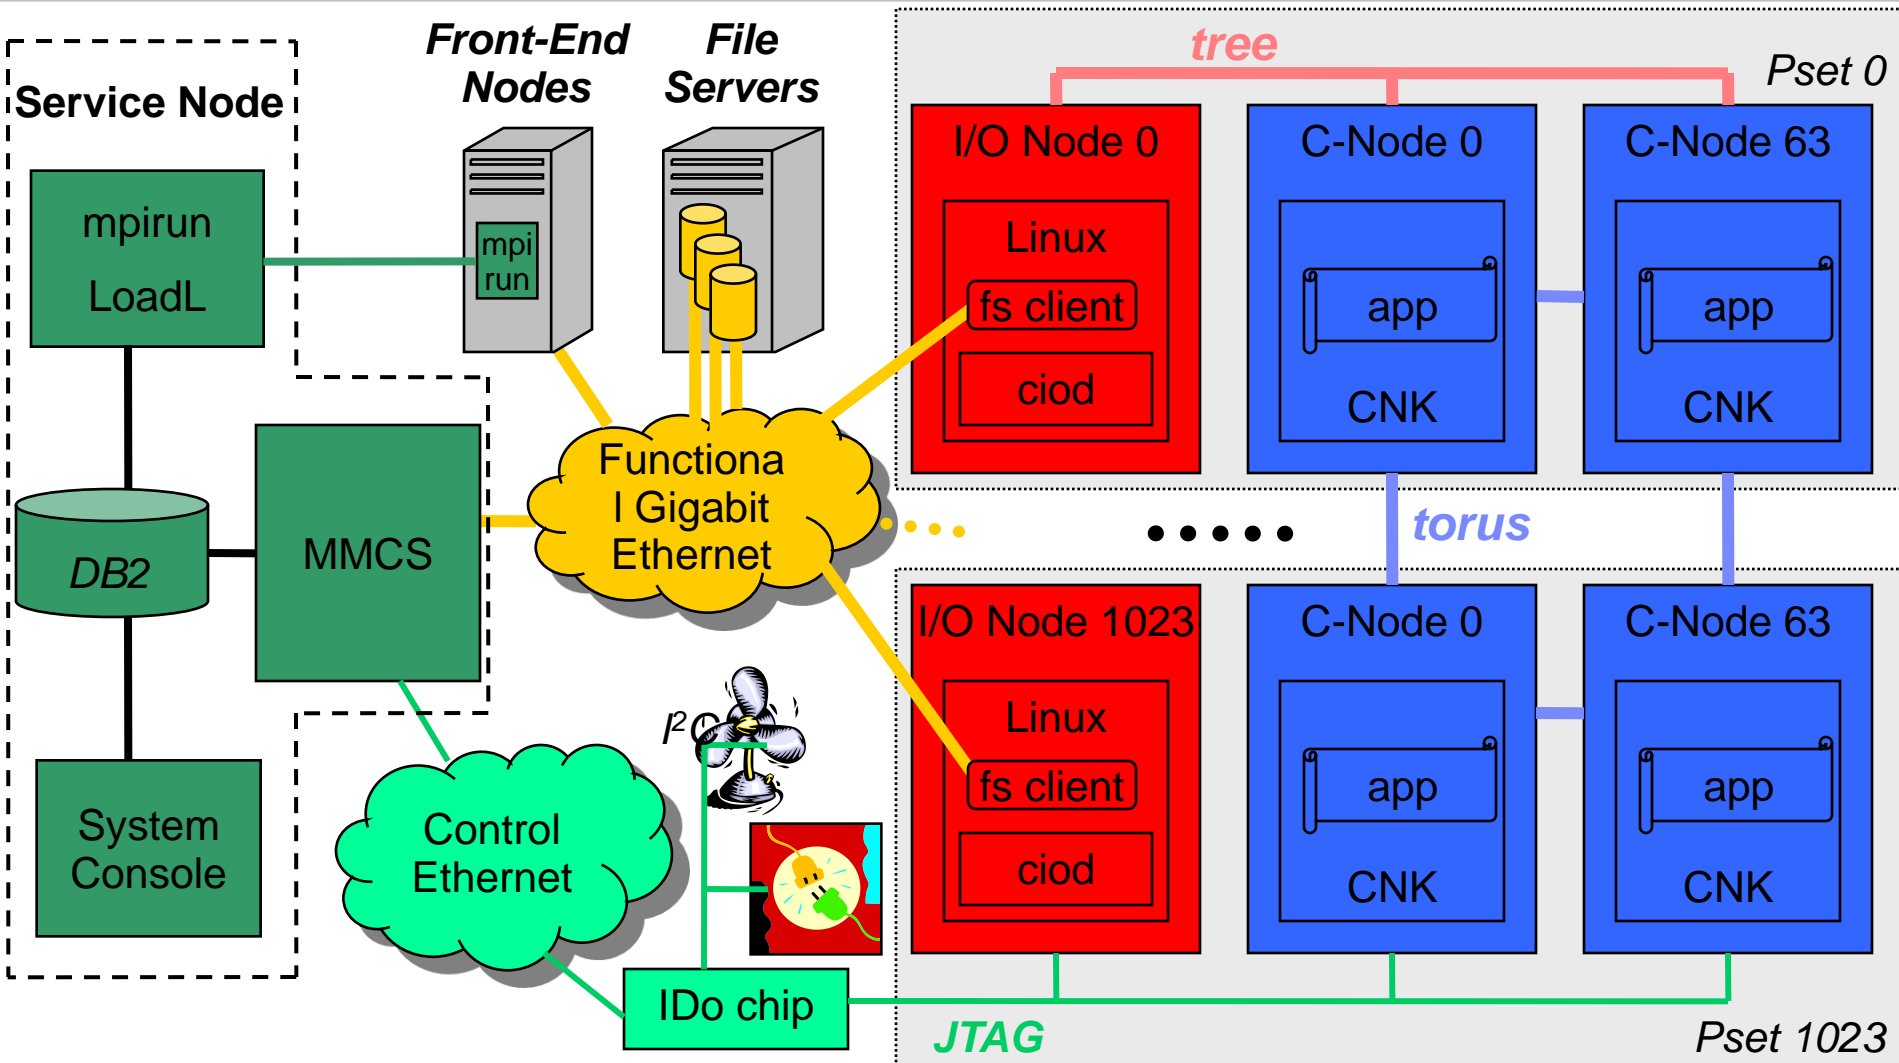 Front-End
Nodes
File
Servers
tree
Pset 0
Service Node
mpirun
LoadL
mpi
run
I/O Node 0
Linux
fs client
ciod
C-Node 0
app
CNK
C-Node 63
app
CNK
Functiona
l Gigabit
Ethernet
torus
DB2
MMCS
I/O Node 1023
Linux
fs client
ciod
C-Node 0
app
CNK
C-Node 63
app
CNK
I²C
System
Console
Control
Ethernet
IDo chip
JTAG
Pset 1023